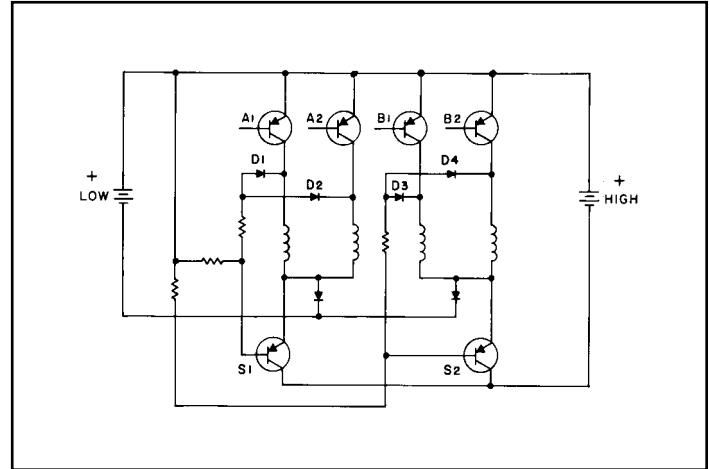 A1 A2 B1 B2
D1 D4
+ D2 D3 +
LOW HIGH
S1 S2